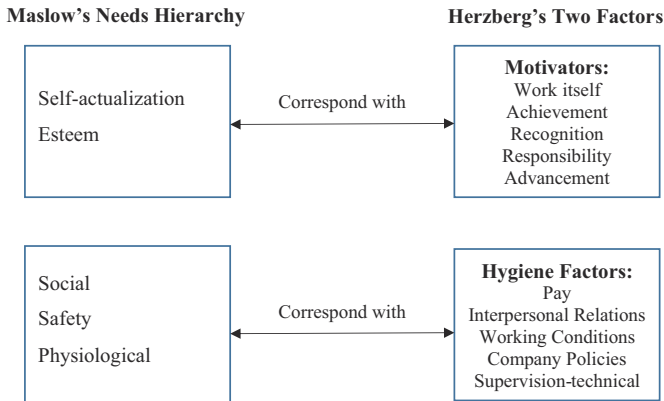 Maslow's Needs Hierarchy
Herzberg's Two Factors
Self-actualization
Esteem
Correspond with
Motivators:
Work itself
Achievement
Recognition
Responsibility
Advancement
Social
Safety
Physiological
Correspond with
Hygiene Factors:
Pay
Interpersonal Relations
Working Conditions
Company Policies
Supervision-technical